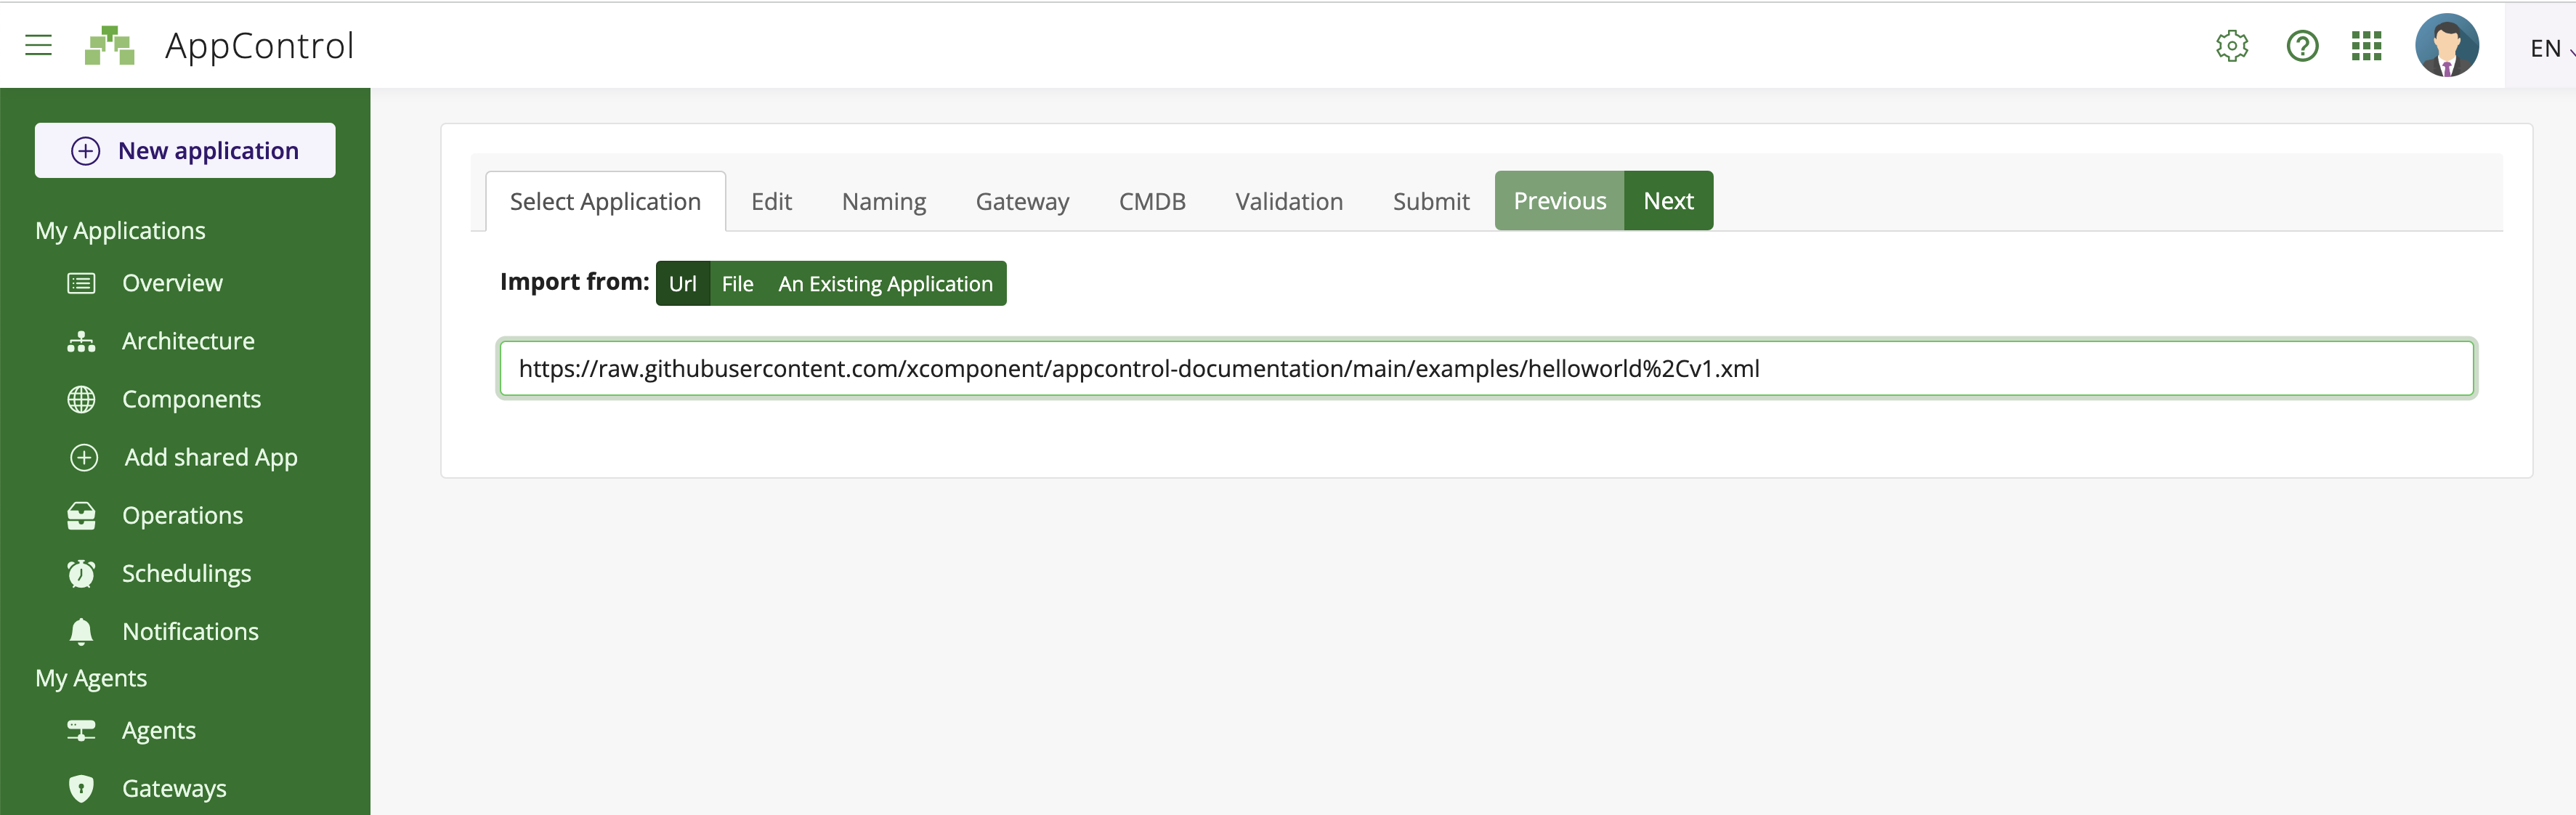 AppControl
EN
New application
My Applications
Overview
Architecture
Components
Add shared App
Operations
Schedulings
Notifications
My Agents
Agents
Gateways
Select Application Edit Naming Gateway CMDB Validation Submit Previous Next
Import from: Url File An Existing Application
https://raw.githubusercontent.com/xcomponent/appcontrol-documentation/main/examples/helloworld%2Cv1.xml